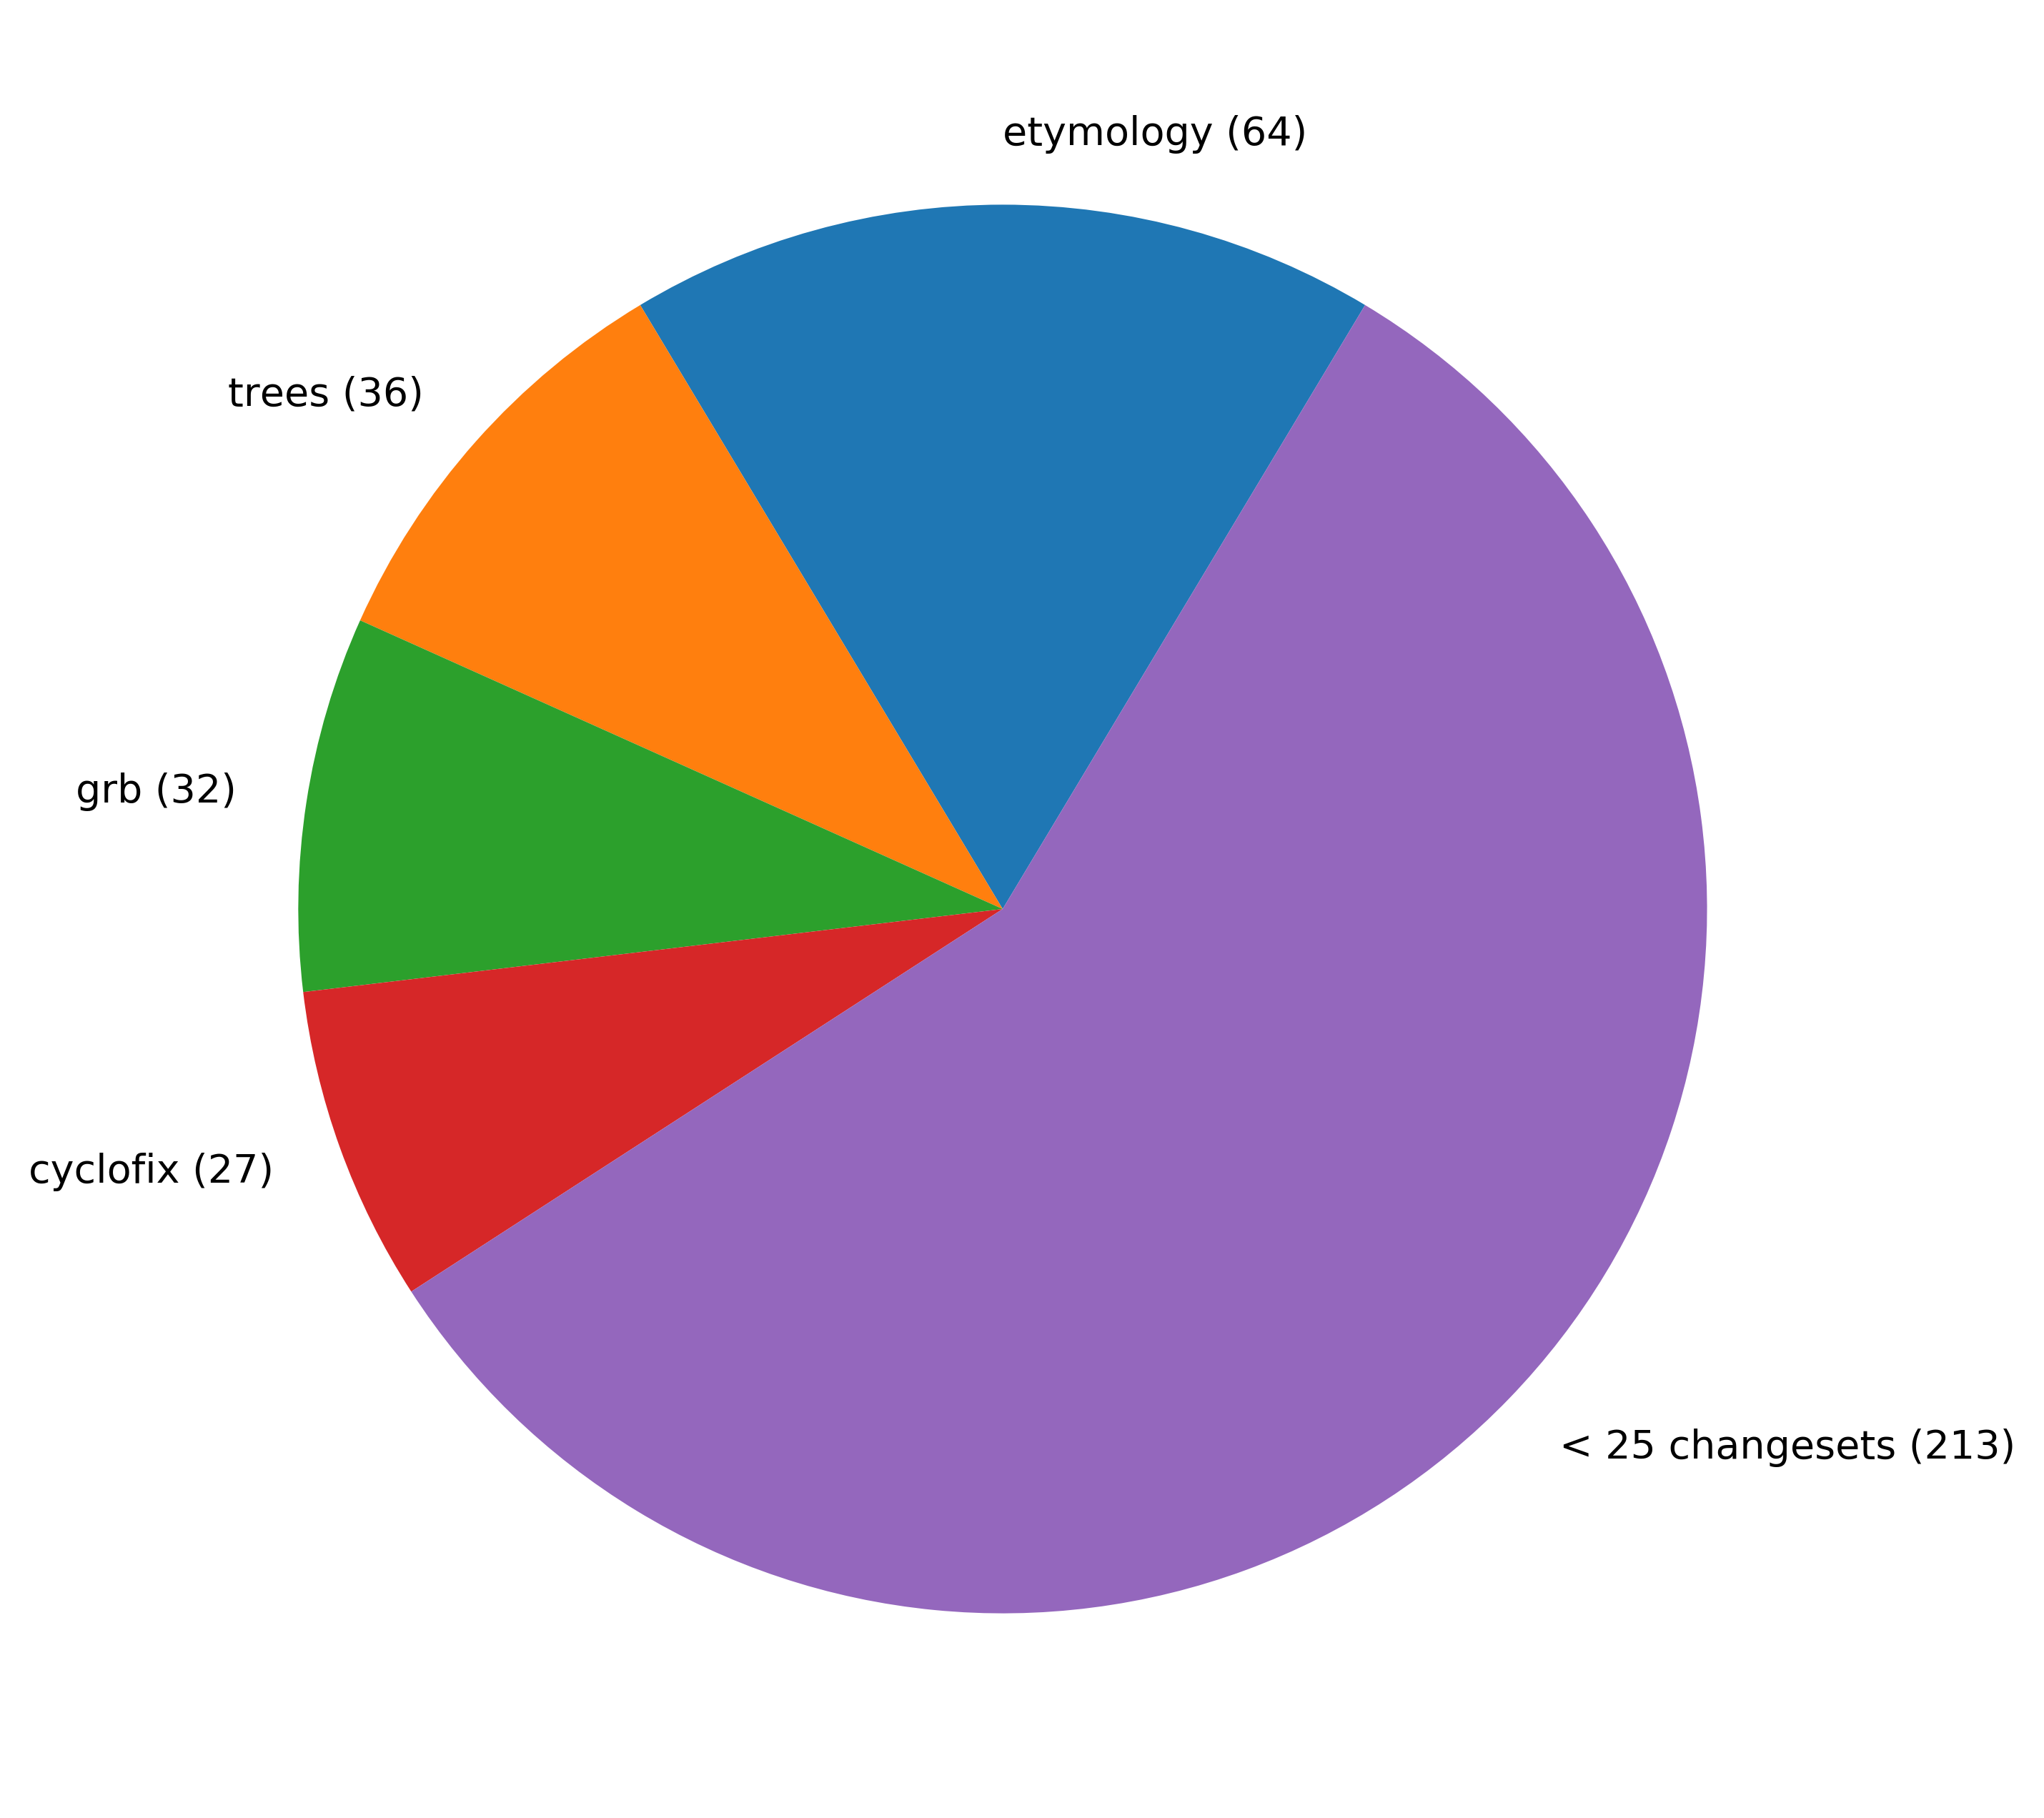 etymology (64)
trees (36)
grb (32)
cyclofix (27)
< 25 changesets (213)